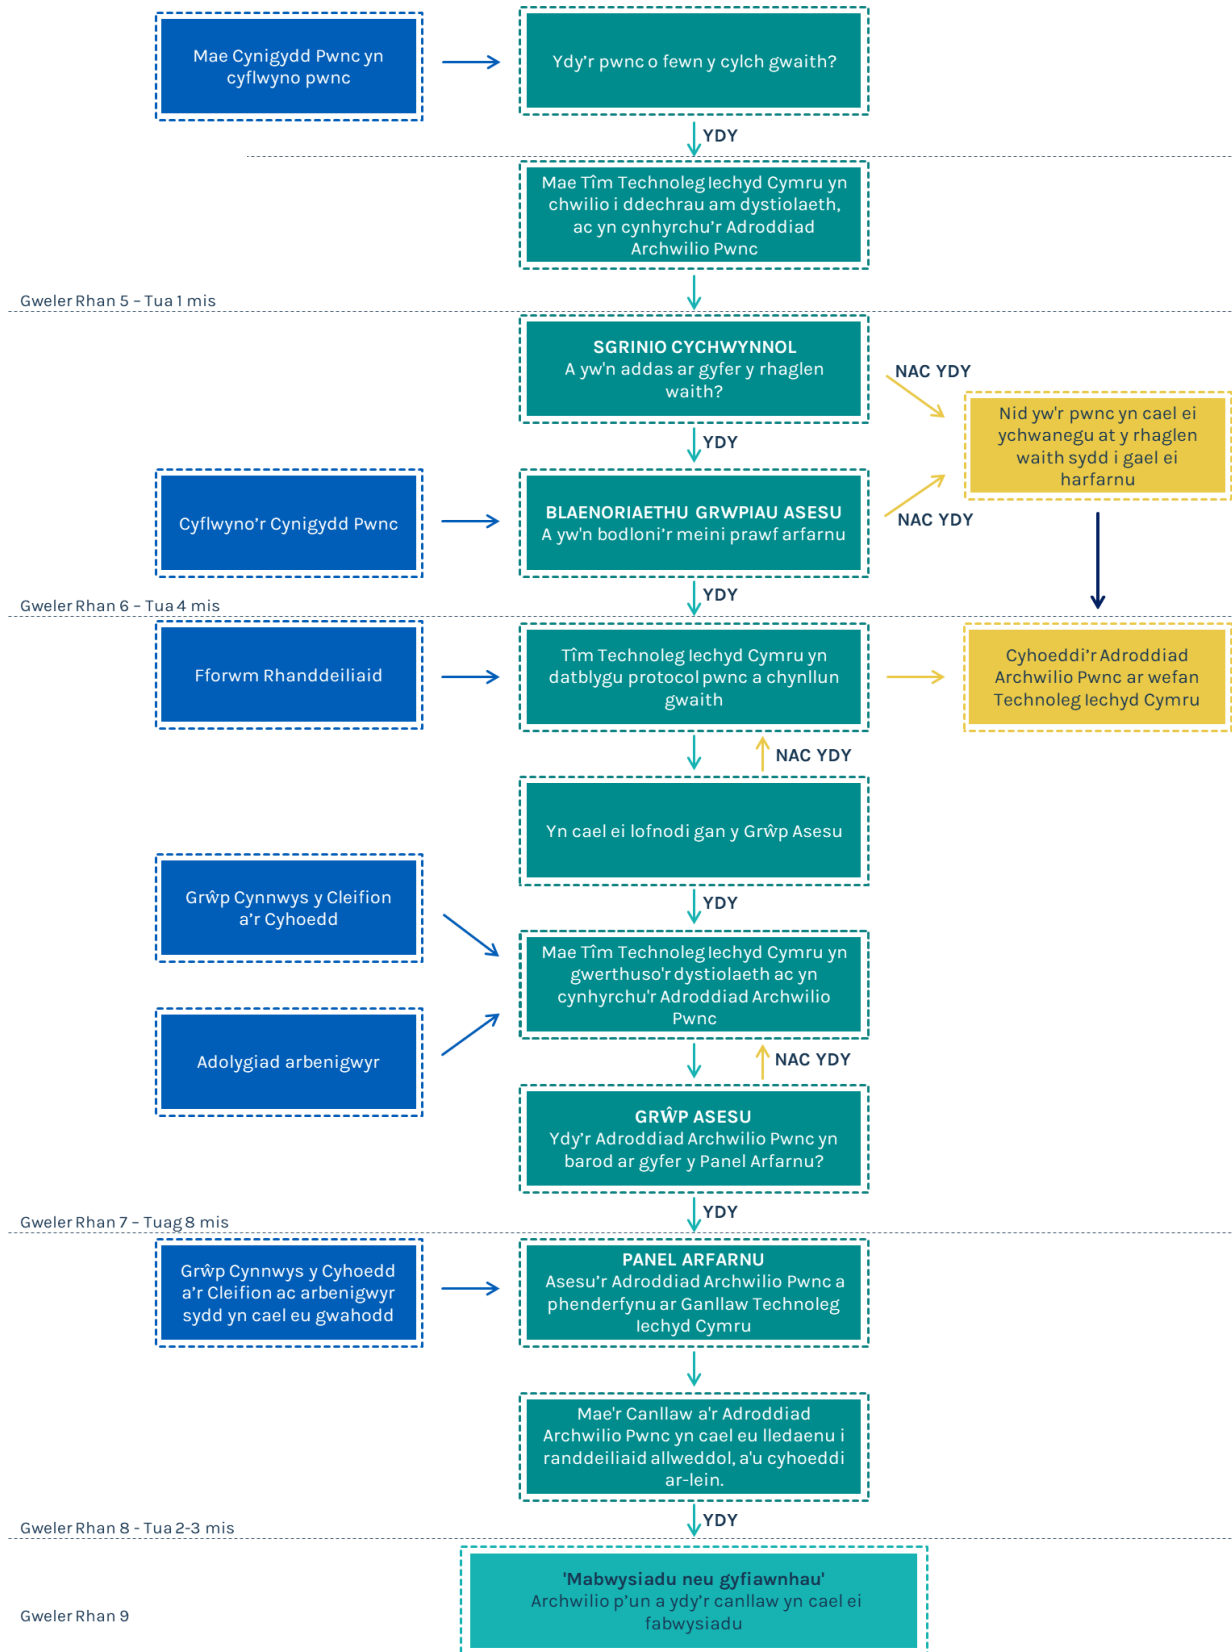 Mae Cynigydd Pwnc yn
cyflwyno pwnc
Ydy'r pwnc o fewn y cylch gwaith?
YDY
Mae Tîm Technoleg Iechyd Cymru yn
chwilio i ddechrau am dystiolaeth,
ac yn cynhyrchu'r Adroddiad
Archwilio Pwnc
Gweler Rhan 5 – Tua 1 mis
SGRINIO CYCHWYNNOL
A yw'n addas ar gyfer y rhaglen
waith?
NAC YDY
Nid yw'r pwnc yn cael ei
ychwanegu at y rhaglen
waith sydd i gael ei
harfarnu
YDY
Cyflwyno'r Cynigydd Pwnc
BLAENORIAETHU GRWPIAU ASESU
A yw'n bodloni'r meini prawf arfarnu
NAC YDY
YDY
Gweler Rhan 6 – Tua 4 mis
Fforwm Rhanddeiliaid
Tîm Technoleg Iechyd Cymru yn
datblygu protocol pwnc a chynllun
gwaith
Cyhoeddi'r Adroddiad
Archwilio Pwnc ar wefan
Technoleg Iechyd Cymru
NAC YDY
Yn cael ei lofnodi gan y Grŵp Asesu
YDY
Grŵp Cynnwys y Cleifion
a'r Cyhoedd
Mae Tîm Technoleg Iechyd Cymru yn
gwerthuso'r dystiolaeth ac yn
cynhyrchu'r Adroddiad Archwilio
Pwnc
Adolygiad arbenigwyr
NAC YDY
GRŴP ASESU
Ydy'r Adroddiad Archwilio Pwnc yn
barod ar gyfer y Panel Arfarnu?
YDY
Gweler Rhan 7 – Tuag 8 mis
Grŵp Cynnwys y Cyhoedd
a'r Cleifion ac arbenigwyr
sydd yn cael eu gwahodd
PANEL ARFARNU
Asesu'r Adroddiad Archwilio Pwnc a
phenderfynu ar Ganllaw Technoleg
Iechyd Cymru
Mae'r Canllaw a'r Adroddiad
Archwilio Pwnc yn cael eu lledaenu i
randdeiliaid allweddol, a'u cyhoeddi
ar-lein.
YDY
Gweler Rhan 8 - Tua 2-3 mis
'Mabwysiadu neu gyfiawnhau'
Archwilio p'un a ydy'r canllaw yn cael ei
fabwysiadu
Gweler Rhan 9